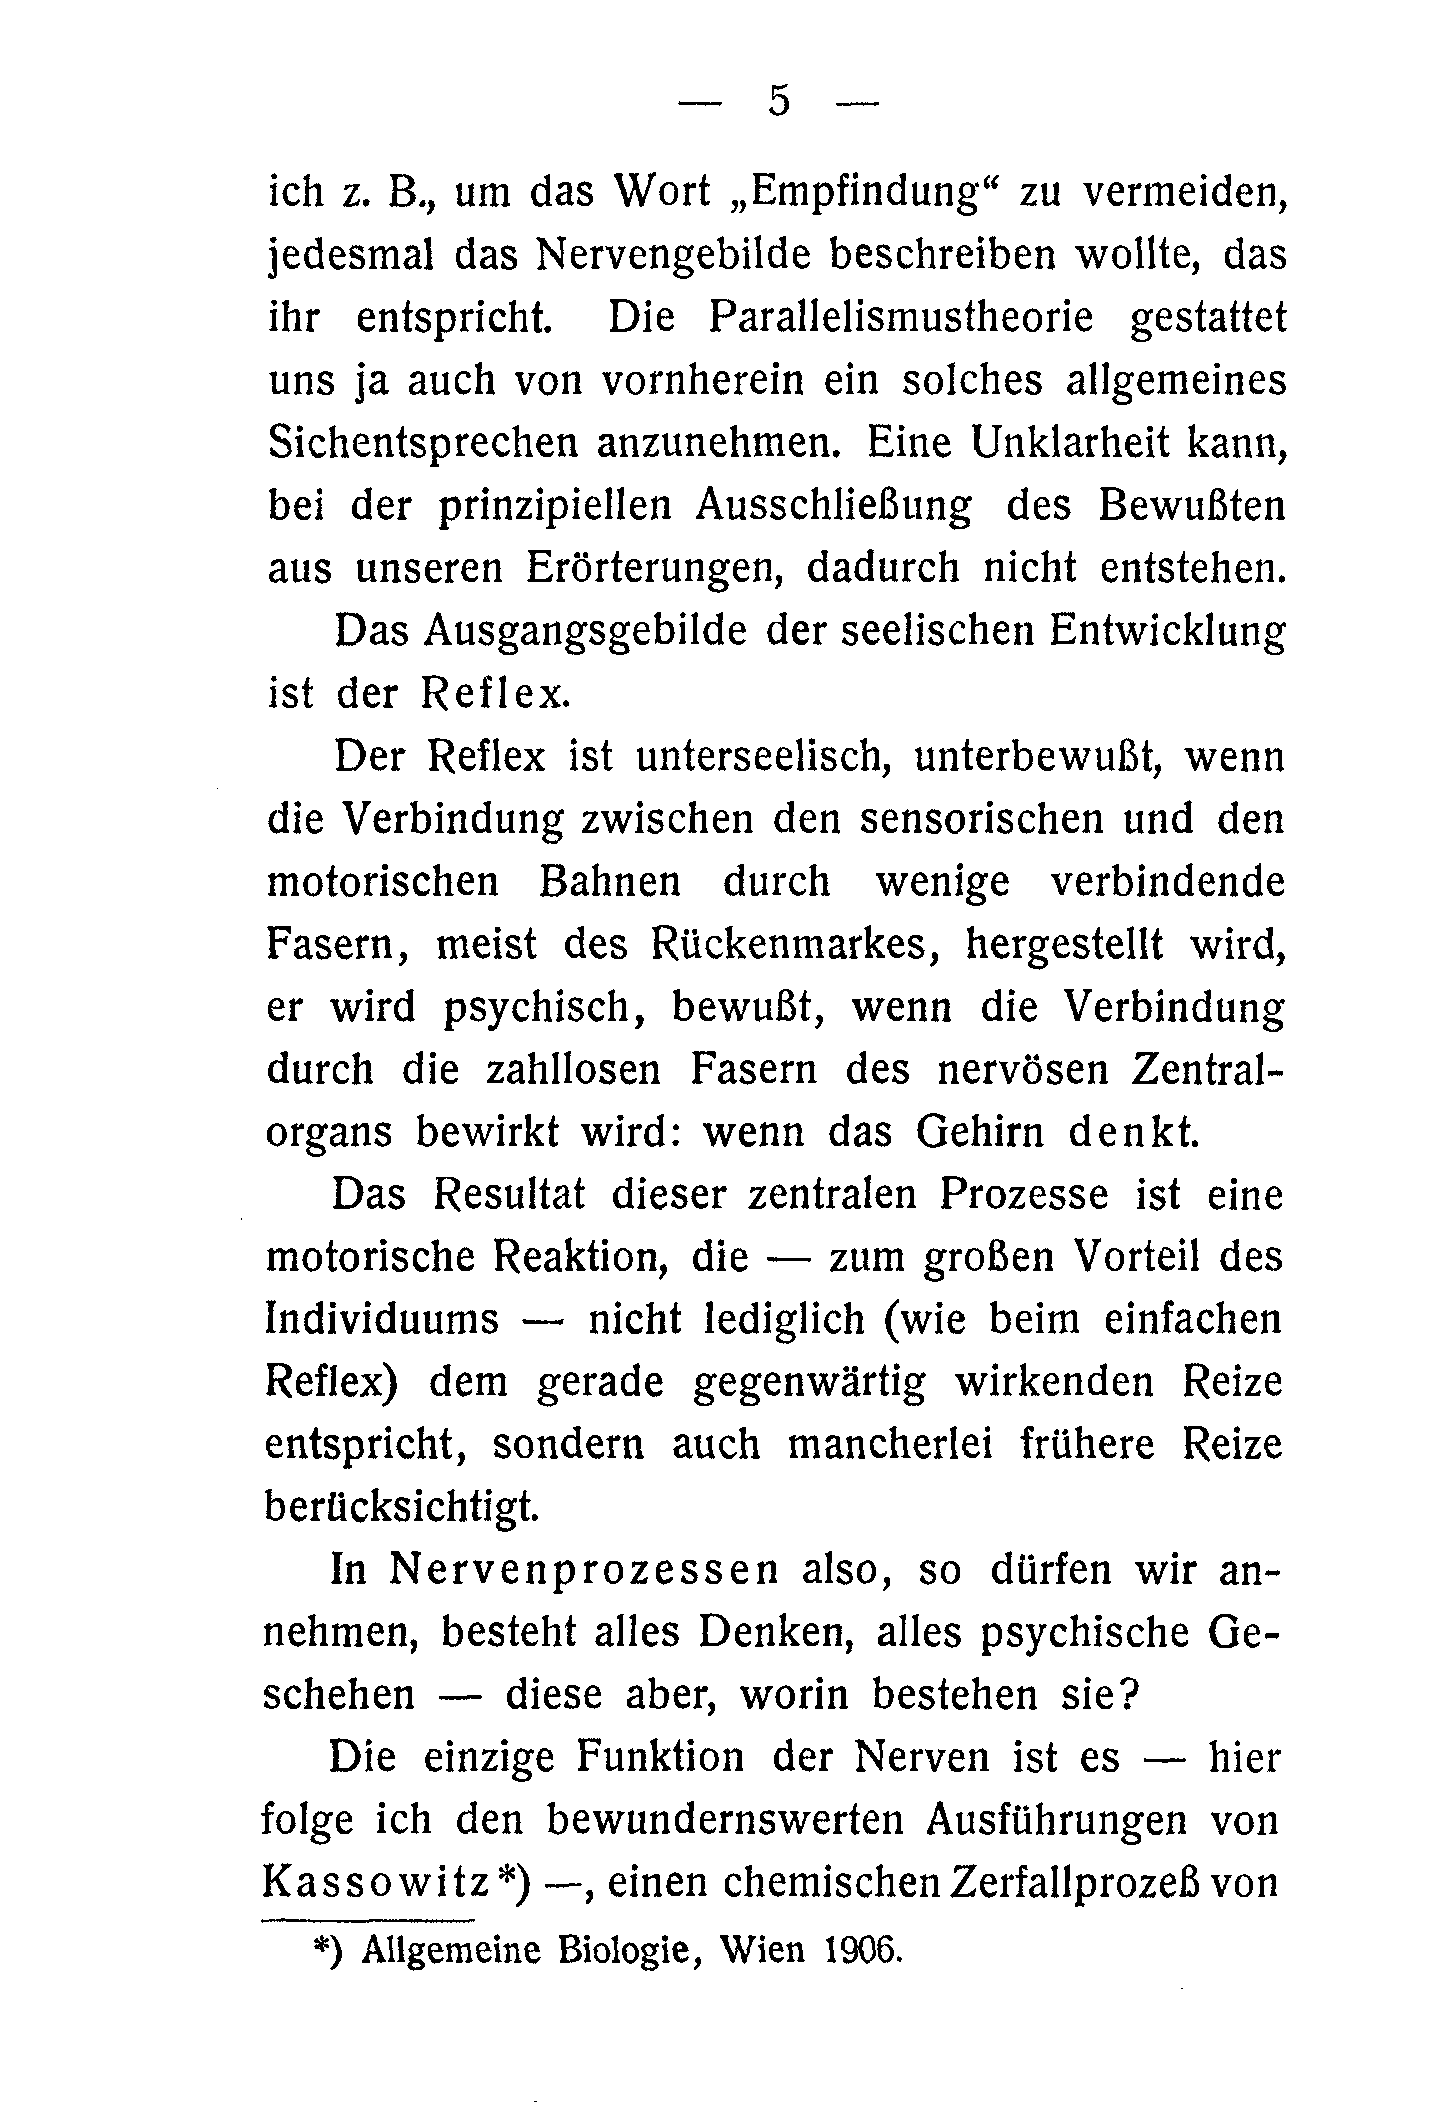 — 5 —
ich z. B., um das Wort „Empfindung“ zu vermeiden,
jedesmal das Nervengebilde beschreiben wollte, das
ihr entspricht. Die Parallelismustheorie gestattet
uns ja auch von vornherein ein solches allgemeines
Sichentsprechen anzunehmen. Eine Unklarheit kann,
bei der prinzipiellen Ausschließung des Bewußten
aus unseren Erörterungen, dadurch nicht entstehen.
Das Ausgangsgebilde der seelischen Entwicklung
ist der Reflex.
Der Reflex ist unterseelisch, unterbewußt, wenn
die Verbindung zwischen den sensorischen und den
motorischen Bahnen durch wenige verbindende
Fasern, meist des Rückenmarkes, hergestellt wird,
er wird psychisch, bewußt, wenn die Verbindung
durch die zahllosen Fasern des nervösen Zentral-
organs bewirkt wird: wenn das Gehirn denkt.
Das Resultat dieser zentralen Prozesse ist eine
motorische Reaktion, die — zum großen Vorteil des
Individuums — nicht lediglich (wie beim einfachen
Reflex) dem gerade gegenwärtig wirkenden Reize
entspricht, sondern auch mancherlei frühere Reize
berücksichtigt.
In Nervenprozessen also, so dürfen wir an-
nehmen, besteht alles Denken, alles psychische Ge-
schehen — diese aber, worin bestehen sie?
Die einzige Funktion der Nerven ist es — hier
folge ich den bewundernswerten Ausführungen von
Kassowitz*) —, einen chemischen Zerfallprozeß von
*) Allgemeine Biologie, Wien 1906.